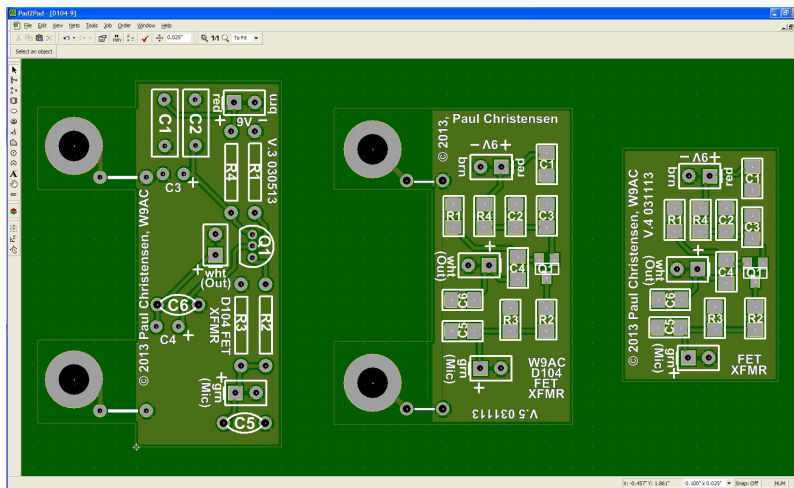 Pad2Pad - [D104-9]
File Edit View Nets Tools Job Order Window Help
0.025"
1:1
To Fit
Select an object
C1
C2
red
+
9V
-
brn
R4
R1
V.3 030513
C3
+
Q1
+
wht
(Out)
C6
C4
+
D104 FET
XFMR
R3
R2
© 2013 Paul Christensen, W9AC
+
grn
(Mic)
C5
© 2013, Paul Christensen
- 9V +
brn
red
C1
R1
R4
C2
C3
+
wht
(Out)
C4
Q1
C6
C5
R3
R2
grn
(Mic)
+
W9AC
D104
FET
XFMR
V.5 031113
© 2013 Paul Christensen, W9AC
V.4 031113
- 9V +
brn
red
C1
R1
R4
C2
C3
+
wht
(Out)
C4
Q1
C6
C5
R3
R2
grn
(Mic)
+
FET
XFMR
X: -0.457" Y: 1.861"
0.100" x 0.025"
Snap: Off
NUM